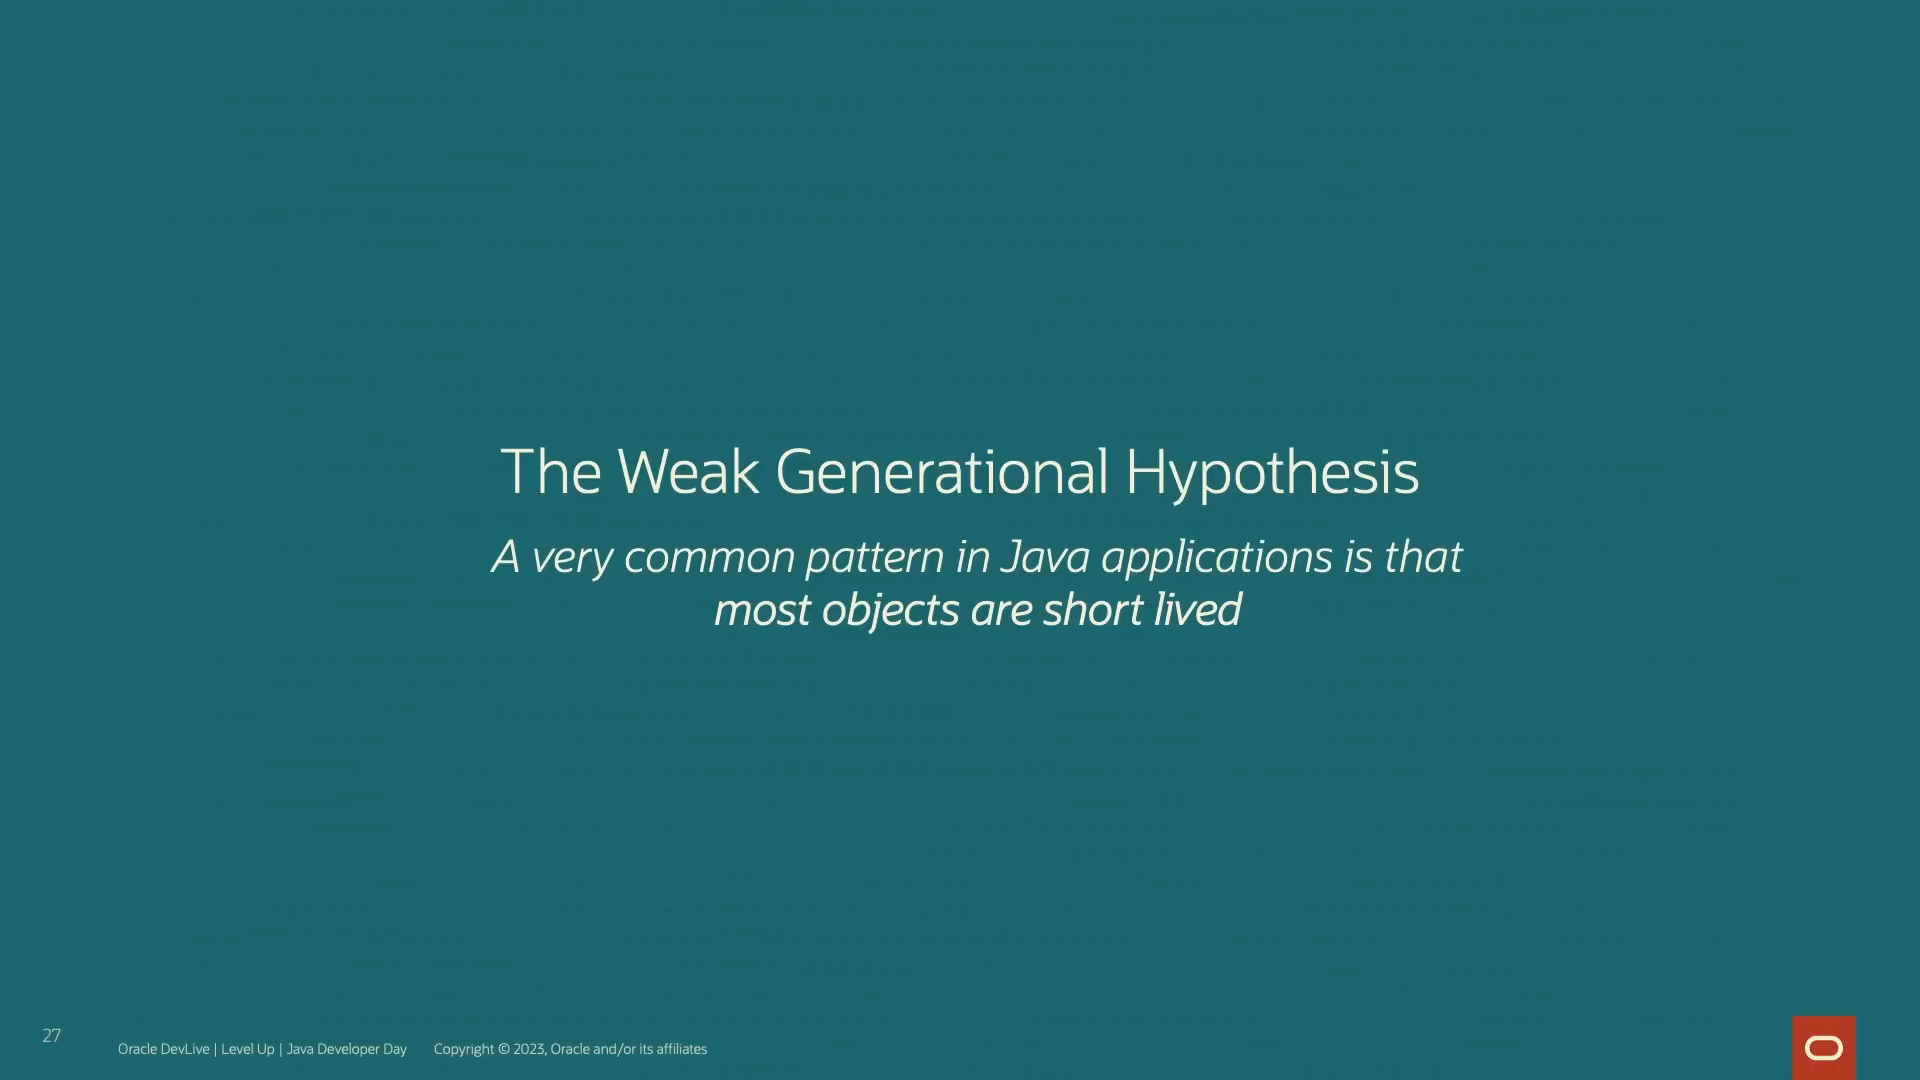 The Weak Generational Hypothesis
A very common pattern in Java applications is that
most objects are short lived
27
Oracle DevLive | Level Up | Java Developer Day Copyright © 2023, Oracle and/or its affiliates